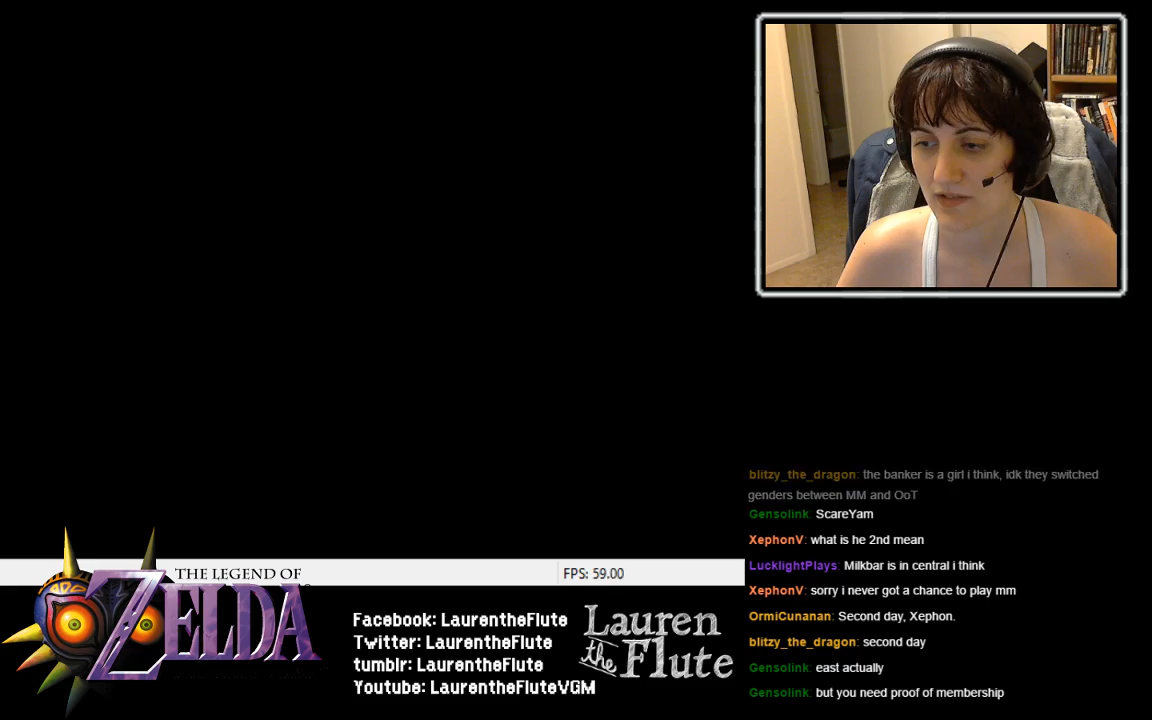 blitzy_the_dragon: the banker is a girl i think, idk they switched
genders between MM and OoT
Gensolink: ScareYam
XephonV: what is he 2nd mean
LucklightPlays: Milkbar is in central i think
XephonV: sorry i never got a chance to play mm
OrmiCunanan: Second day, Xephon.
blitzy_the_dragon: second day
Gensolink: east actually
Gensolink: but you need proof of membership
FPS: 59.00
THE LEGEND OF
ZELDA
Facebook: LaurentheFlute
Twitter: LaurentheFlute
tumblr: LaurentheFlute
Youtube: LaurentheFluteVGM
Lauren
the Flute